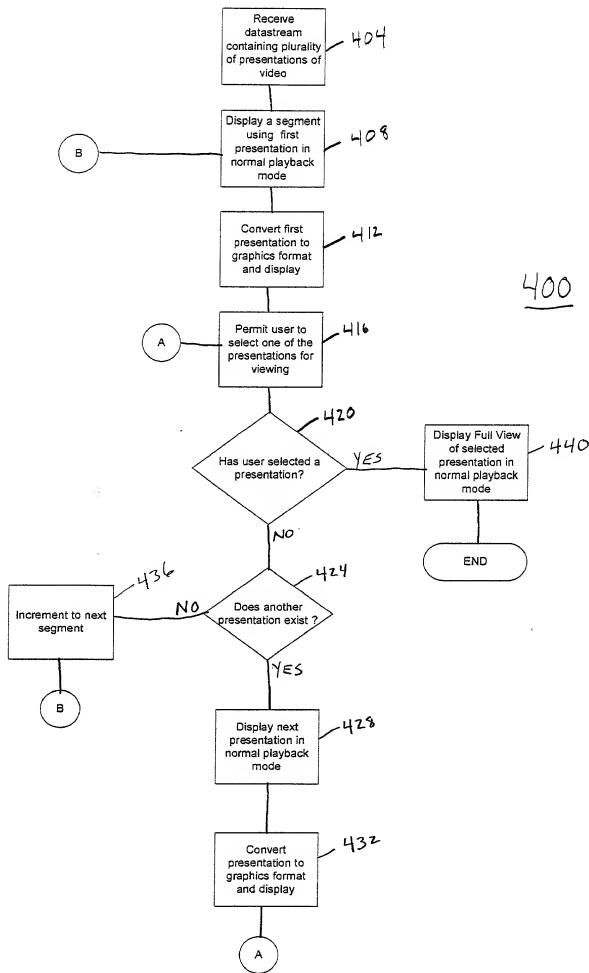 Receive
datastream
containing plurality
of presentations of
video
404
Display a segment
using first
presentation in
normal playback
mode
408
B
Convert first
presentation to
graphics format
and display
412
400
Permit user to
select one of the
presentations for
viewing
416
A
420
Has user selected a
presentation?
YES
Display Full View
of selected
presentation in
normal playback
mode
440
NO
END
424
Does another
presentation exist ?
NO
436
Increment to next
segment
B
YES
Display next
presentation in
normal playback
mode
428
Convert
presentation to
graphics format
and display
432
A